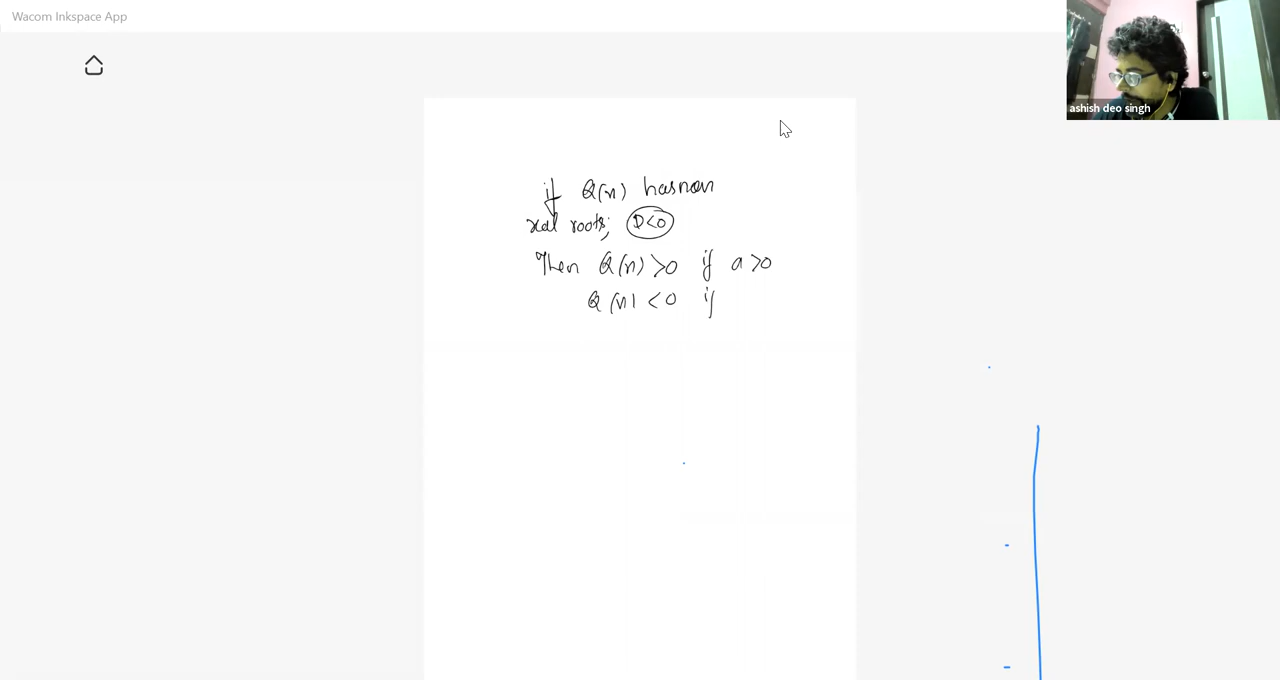 Wacom Inkspace App
ashish deo singh
if Q(x) has non
real roots; D<0
Then Q(x) >0 if a >0
Q(x) <0 if